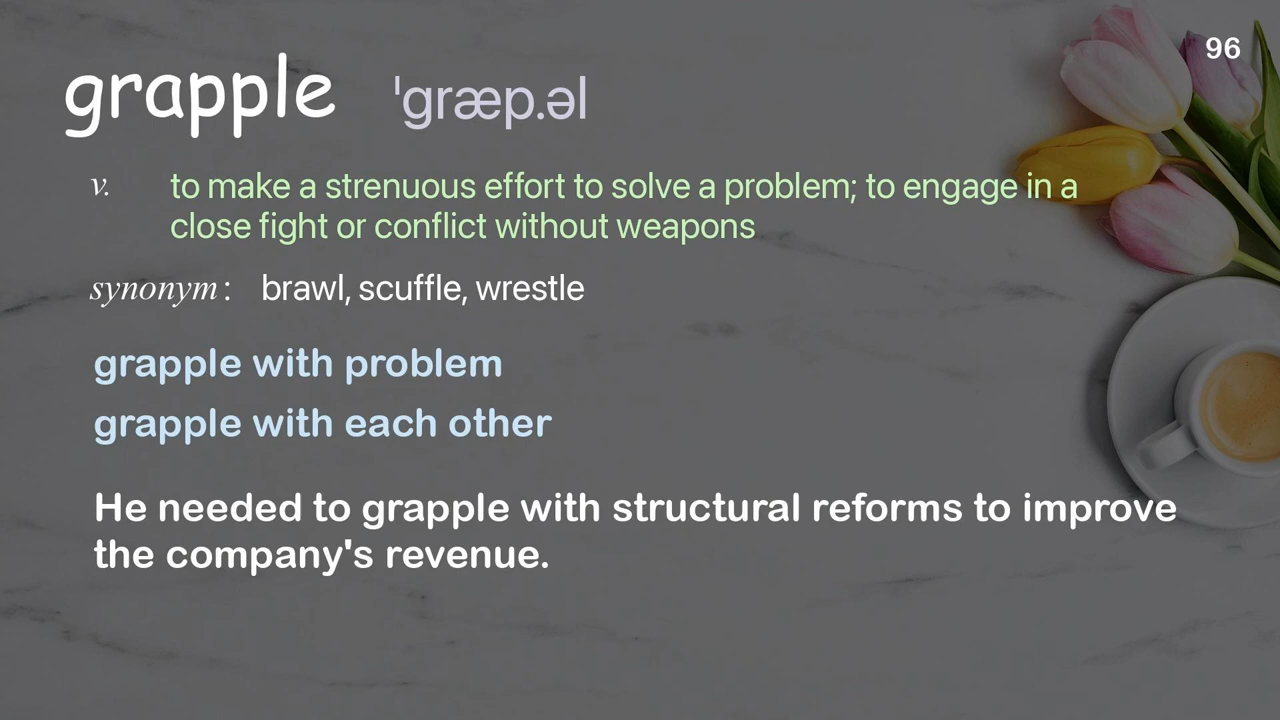 96
grapple ˈgræp.əl
v. to make a strenuous effort to solve a problem; to engage in a
close fight or conflict without weapons
synonym : brawl, scuffle, wrestle
grapple with problem
grapple with each other
He needed to grapple with structural reforms to improve
the company's revenue.